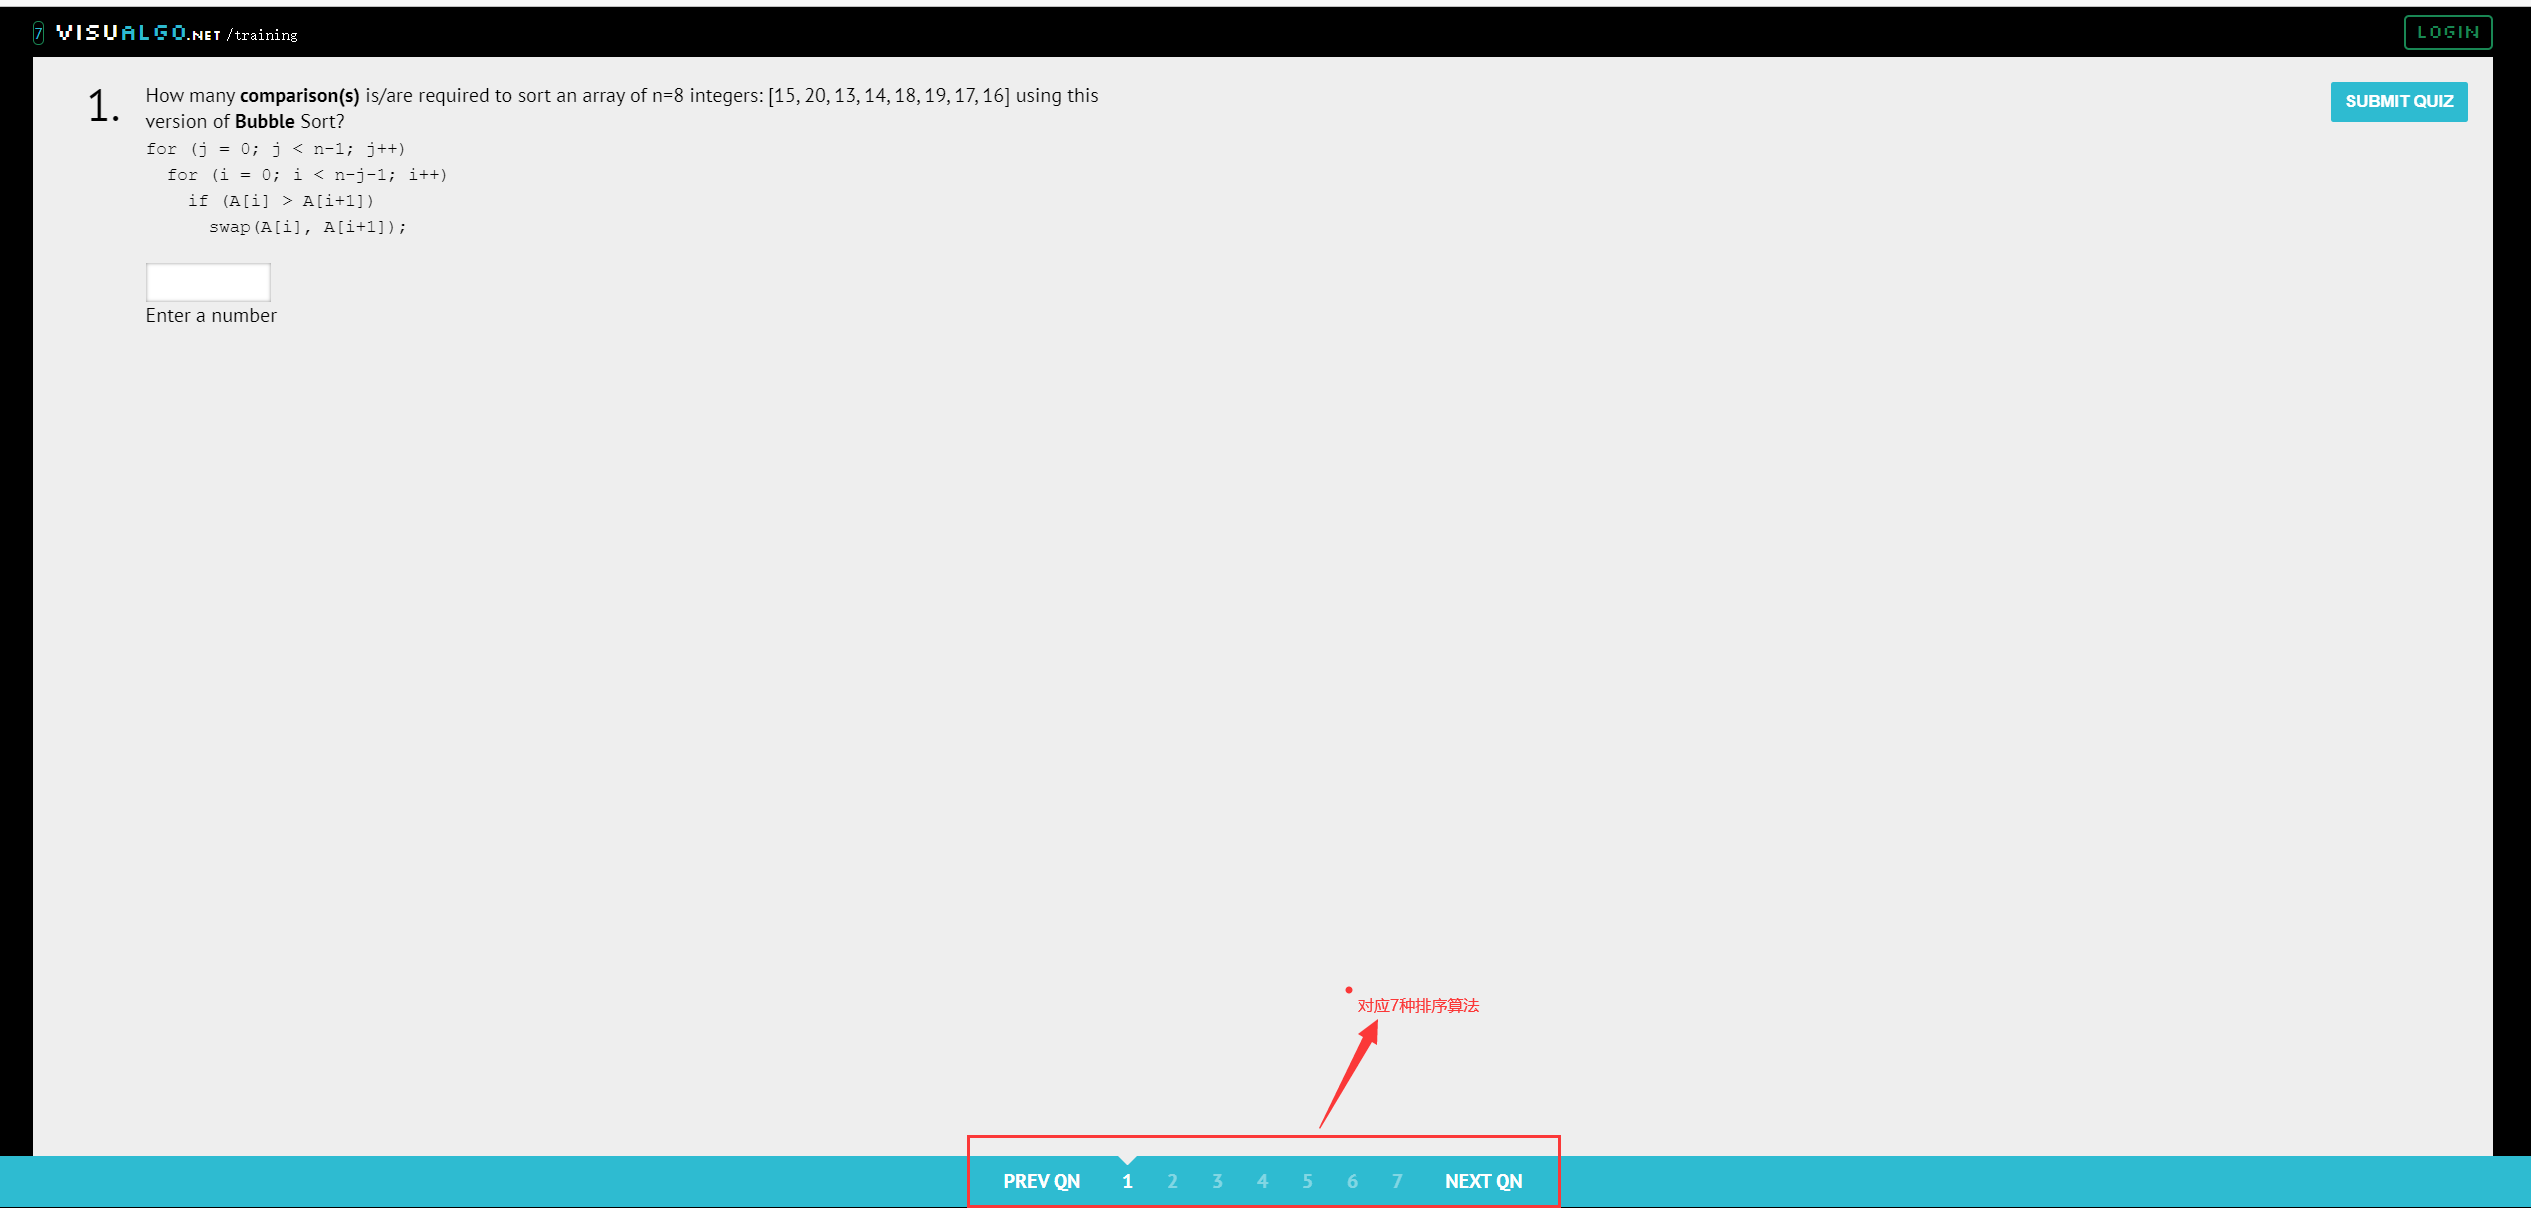 7 VISUALGO.NET /training
LOGIN
1.
How many comparison(s) is/are required to sort an array of n=8 integers: [15, 20, 13, 14, 18, 19, 17, 16] using this
version of Bubble Sort?
for (j = 0; j < n-1; j++)
  for (i = 0; i < n-j-1; i++)
    if (A[i] > A[i+1])
      swap(A[i], A[i+1]);
Enter a number
SUBMIT QUIZ
对应7种排序算法
PREV QN 1 2 3 4 5 6 7 NEXT QN